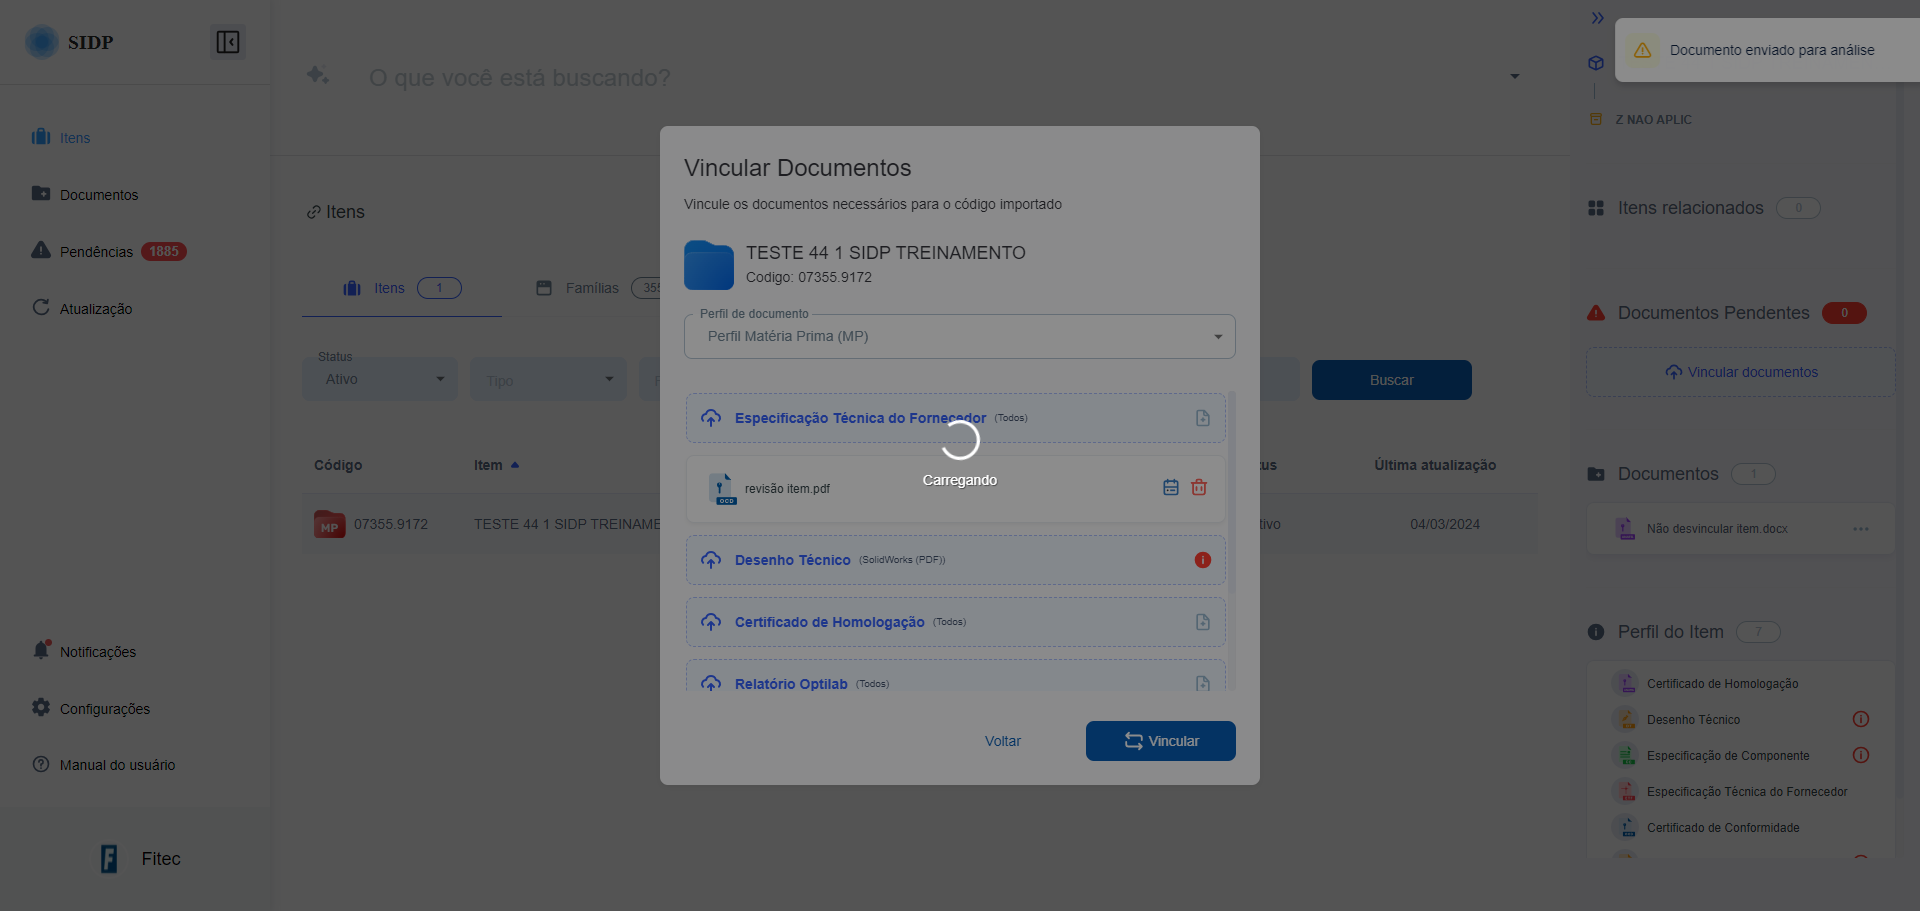 SIDP
Itens
Documentos
Pendências 1885
Atualização
Notificações
Configurações
Manual do usuário
Fitec
O que você está buscando?
Itens
Itens 1
Famílias 355
Status
Ativo
Tipo
Buscar
Código
Item
tus
Última atualização
MP 07355.9172
TESTE 44 1 SIDP TREINAME
tivo
04/03/2024
Vincular Documentos
Vincule os documentos necessários para o código importado
TESTE 44 1 SIDP TREINAMENTO
Codigo: 07355.9172
Perfil de documento
Perfil Matéria Prima (MP)
Especificação Técnica do Fornecedor (Todos)
Carregando
OCD
revisão item.pdf
Desenho Técnico (SolidWorks (PDF))
Certificado de Homologação (Todos)
Relatório Optilab (Todos)
Voltar
Vincular
Documento enviado para análise
Z NAO APLIC
Itens relacionados 0
Documentos Pendentes 0
Vincular documentos
Documentos 1
Não desvincular item.docx
Perfil do Item 7
Certificado de Homologação
Desenho Técnico
Especificação de Componente
Especificação Técnica do Fornecedor
Certificado de Conformidade